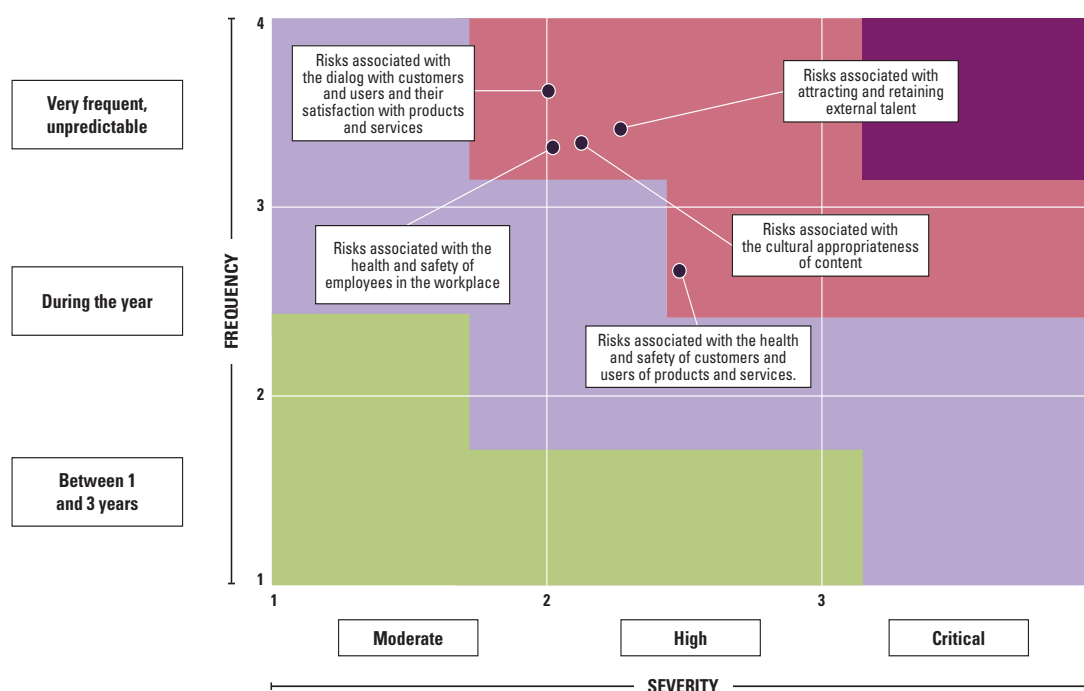 4
Risks associated with
the dialog with customers
and users and their
satisfaction with products
and services
Risks associated with
attracting and retaining
external talent
Very frequent,
unpredictable
3
Risks associated with
the cultural appropriateness
of content
Risks associated with the
health and safety of
employees in the workplace
During the year
FREQUENCY
Risks associated with the health
and safety of customers and
users of products and services.
2
Between 1
and 3 years
1
1
2
3
Moderate
High
Critical
SEVERITY